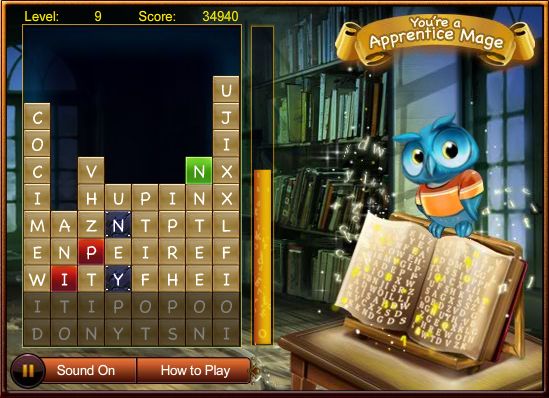 Level: 9 Score: 34940
You're a
Apprentice Mage
U
C J
O I
C V N X
I H U P I N X
M A Z N T P T L
E N P E I R E F
W I T Y F H E I
I T I P O P O O
D O N Y T S N I
Sound On How to Play